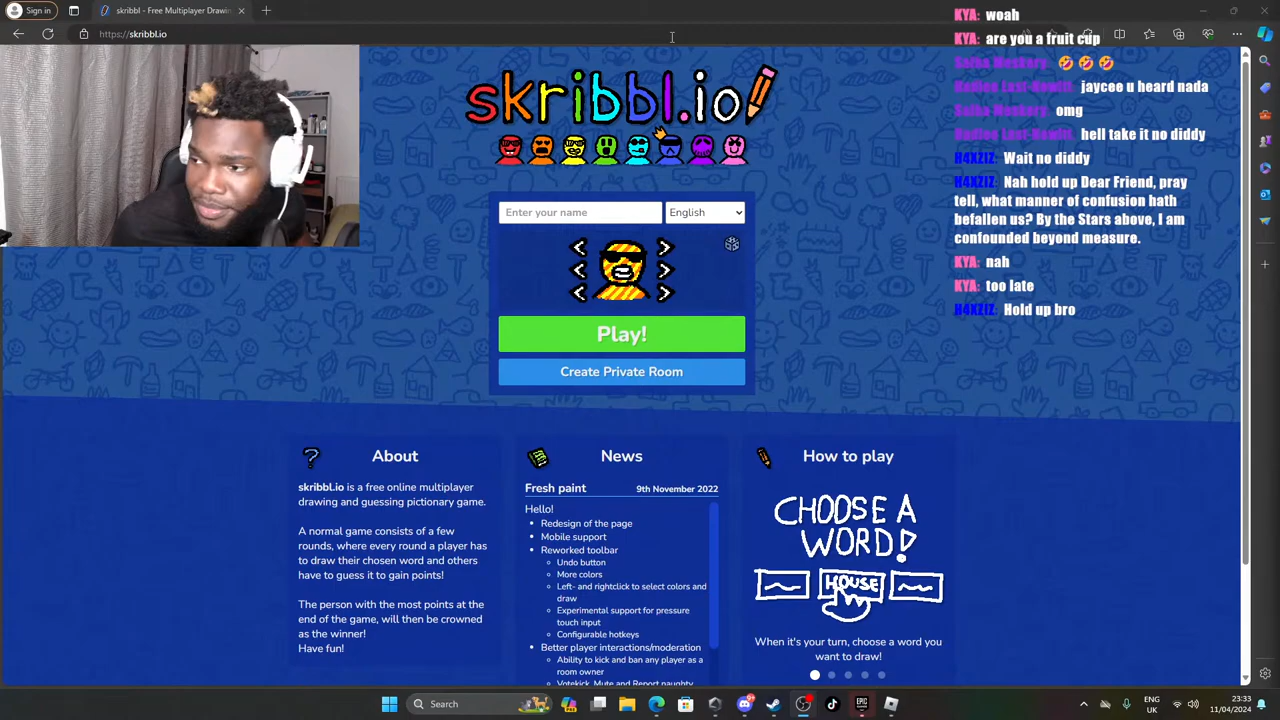 Sign in
skribbl - Free Multiplayer Drawin
https://skribbl.io
KYA: woah
KYA: are you a fruit cup
Saiba Meskary: 🤣 🤣 🤣
jaycee u heard nada
Saiba Meskary: omg
hell take it no diddy
H4XZIZ: Wait no diddy
H4XZIZ: Nah hold up Dear Friend, pray
tell, what manner of confusion hath
befallen us? By the Stars above, I am
confounded beyond measure.
KYA: nah
KYA: too late
H4XZIZ: Hold up bro
skribbl.io
Enter your name
English
Play!
Create Private Room
? About
skribbl.io is a free online multiplayer
drawing and guessing pictionary game.
A normal game consists of a few
rounds, where every round a player has
to draw their chosen word and others
have to guess it to gain points!
The person with the most points at the
end of the game, will then be crowned
as the winner!
Have fun!
News
Fresh paint 9th November 2022
Hello!
Redesign of the page
Mobile support
Reworked toolbar
Undo button
More colors
Left- and rightclick to select colors and
draw
Experimental support for pressure
touch input
Configurable hotkeys
Better player interactions/moderation
Ability to kick and ban any player as a
room owner
Votekick, Mute and Report naughty
How to play
CHOOSE A
WORD!
HOUSE
When it's your turn, choose a word you
want to draw!
Search
EPIC
ENG
UK
23:33
11/04/2024